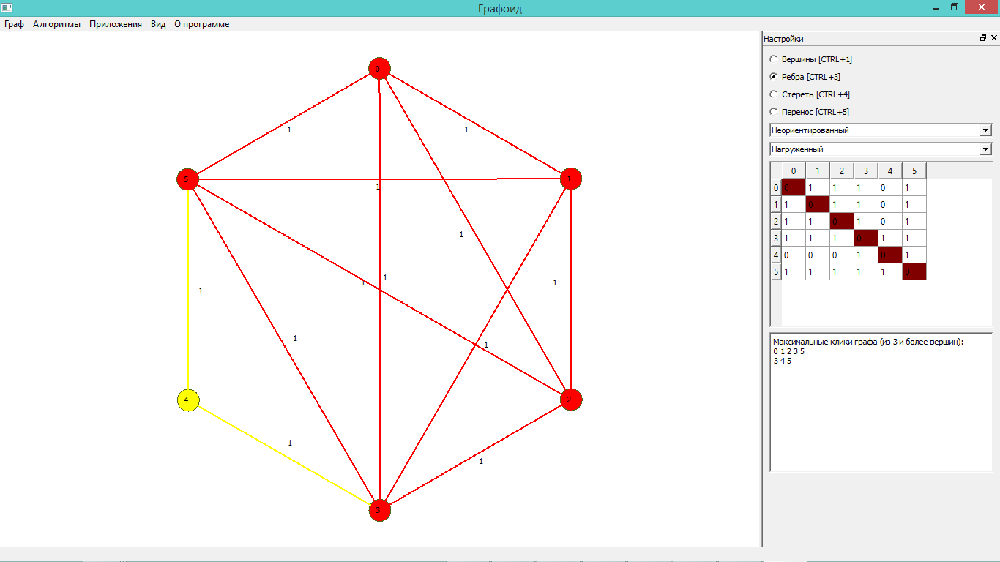 Графоид
Граф Алгоритмы Приложения Вид О программе
Настройки
Вершины [CTRL+1]
Ребра [CTRL+3]
Стереть [CTRL+4]
Перенос [CTRL+5]
Неориентированный
Нагруженный
0 1 2 3 4 5
0 0 1 1 1 0 1
1 1 0 1 1 0 1
2 1 1 0 1 0 1
3 1 1 1 0 1 1
4 0 0 0 1 0 1
5 1 1 1 1 1 0
Максимальные клики графа (из 3 и более вершин):
0 1 2 3 5
3 4 5
0
1
1
5
1
1
1
1
1
1
1
1
1
4
2
1
1
3